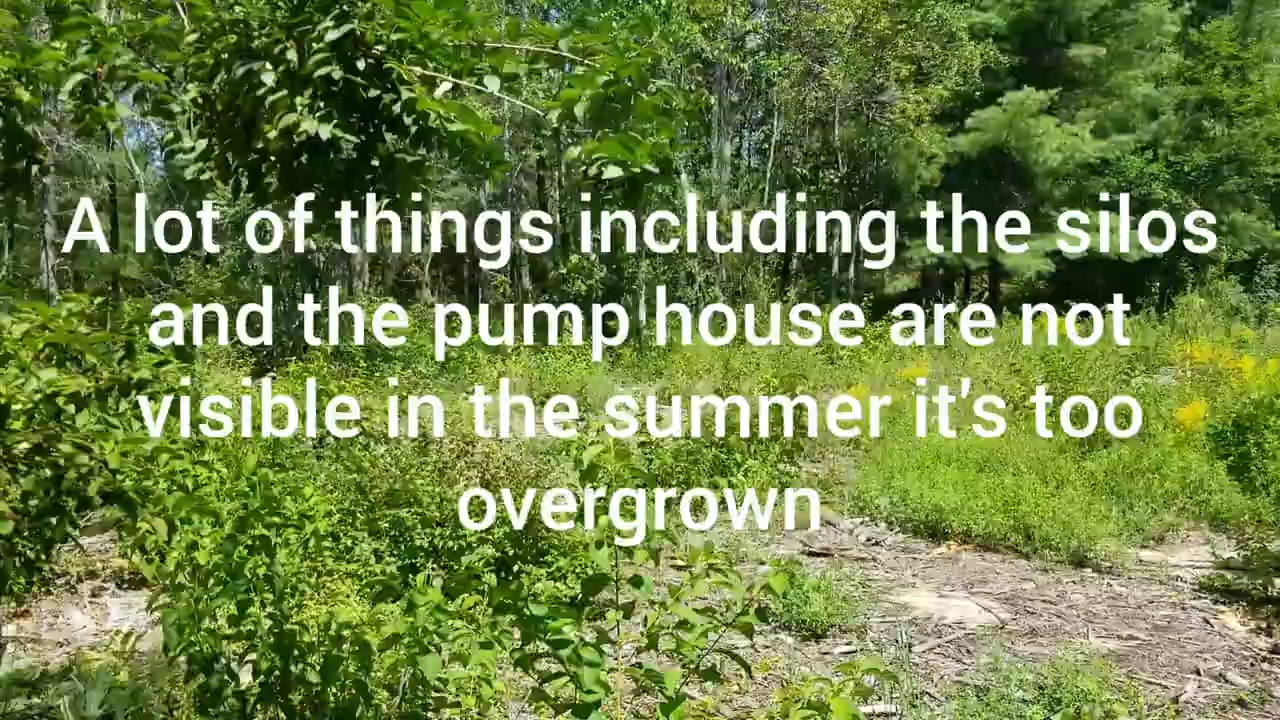 A lot of things including the silos
and the pump house are not
visible in the summer it's too
overgrown